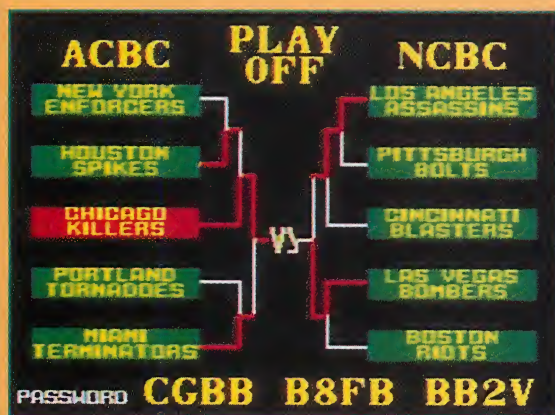 ACBC
PLAY
OFF
NCBC
NEW YORK
ENFORCERS
HOUSTON
SPIKES
CHICAGO
KILLERS
PORTLAND
TORNADOES
MIAMI
TERMINATORS
VS
LOS ANGELES
ASSASSINS
PITTSBURGH
BOLTS
CINCINNATI
BLASTERS
LAS VEGAS
BOMBERS
BOSTON
RIOTS
PASSWORD CGBB B8FB BB2V